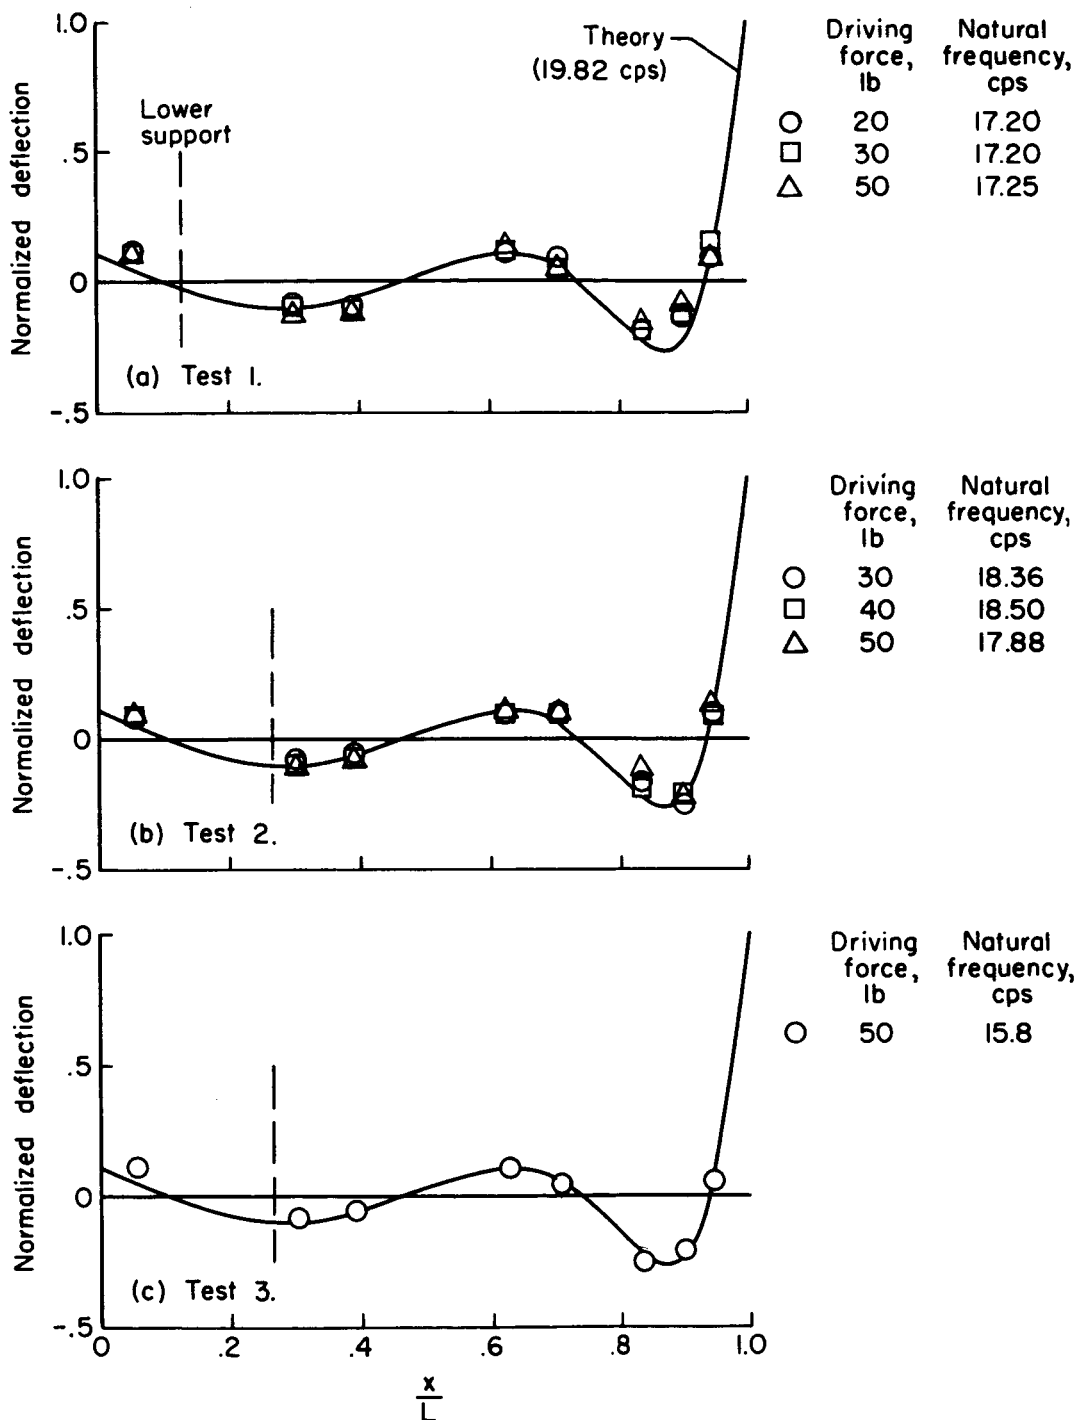 1.0
.5
0
-.5
Normalized deflection
Lower
support
Theory
(19.82 cps)
(a) Test 1.
Driving
force,
lb
Natural
frequency,
cps
20 17.20
30 17.20
50 17.25
1.0
.5
0
-.5
Normalized deflection
(b) Test 2.
Driving
force,
lb
Natural
frequency,
cps
30 18.36
40 18.50
50 17.88
1.0
.5
0
-.5
Normalized deflection
(c) Test 3.
Driving
force,
lb
Natural
frequency,
cps
50 15.8
0 .2 .4 .6 .8 1.0
x
L